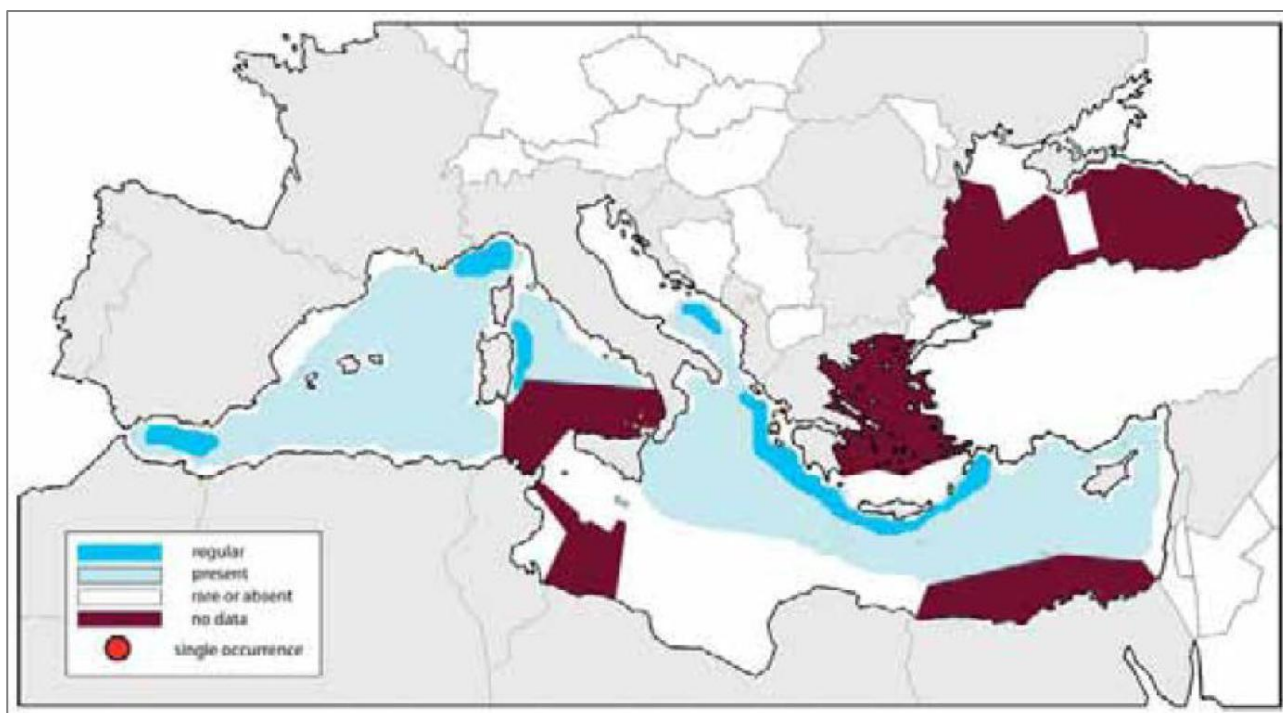 regular
present
rare or absent
no data
single occurrence